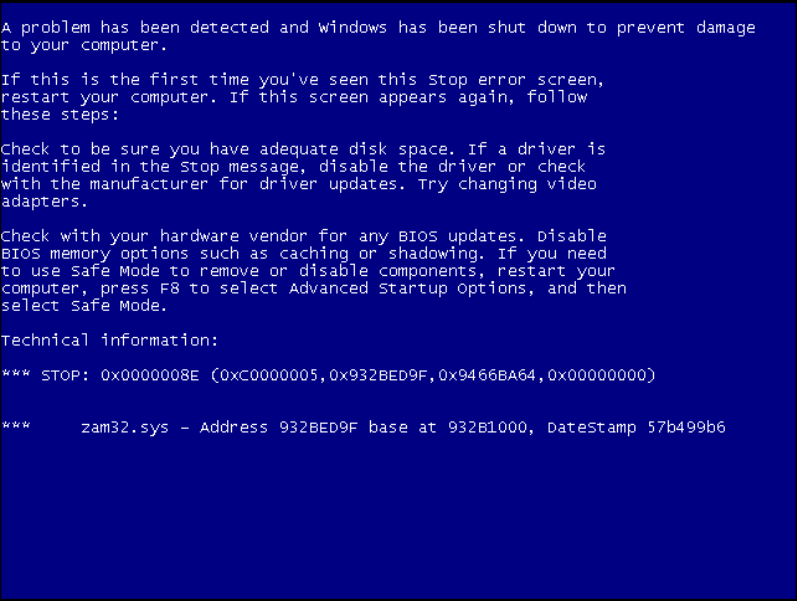 A problem has been detected and Windows has been shut down to prevent damage
to your computer.
If this is the first time you've seen this Stop error screen,
restart your computer. If this screen appears again, follow
these steps:
Check to be sure you have adequate disk space. If a driver is
identified in the Stop message, disable the driver or check
with the manufacturer for driver updates. Try changing video
adapters.
Check with your hardware vendor for any BIOS updates. Disable
BIOS memory options such as caching or shadowing. If you need
to use Safe Mode to remove or disable components, restart your
computer, press F8 to select Advanced Startup Options, and then
select Safe Mode.
Technical information:
*** STOP: 0x0000008E (0xC0000005,0x932BED9F,0x9466BA64,0x00000000)
*** zam32.sys - Address 932BED9F base at 932B1000, DateStamp 57b499b6